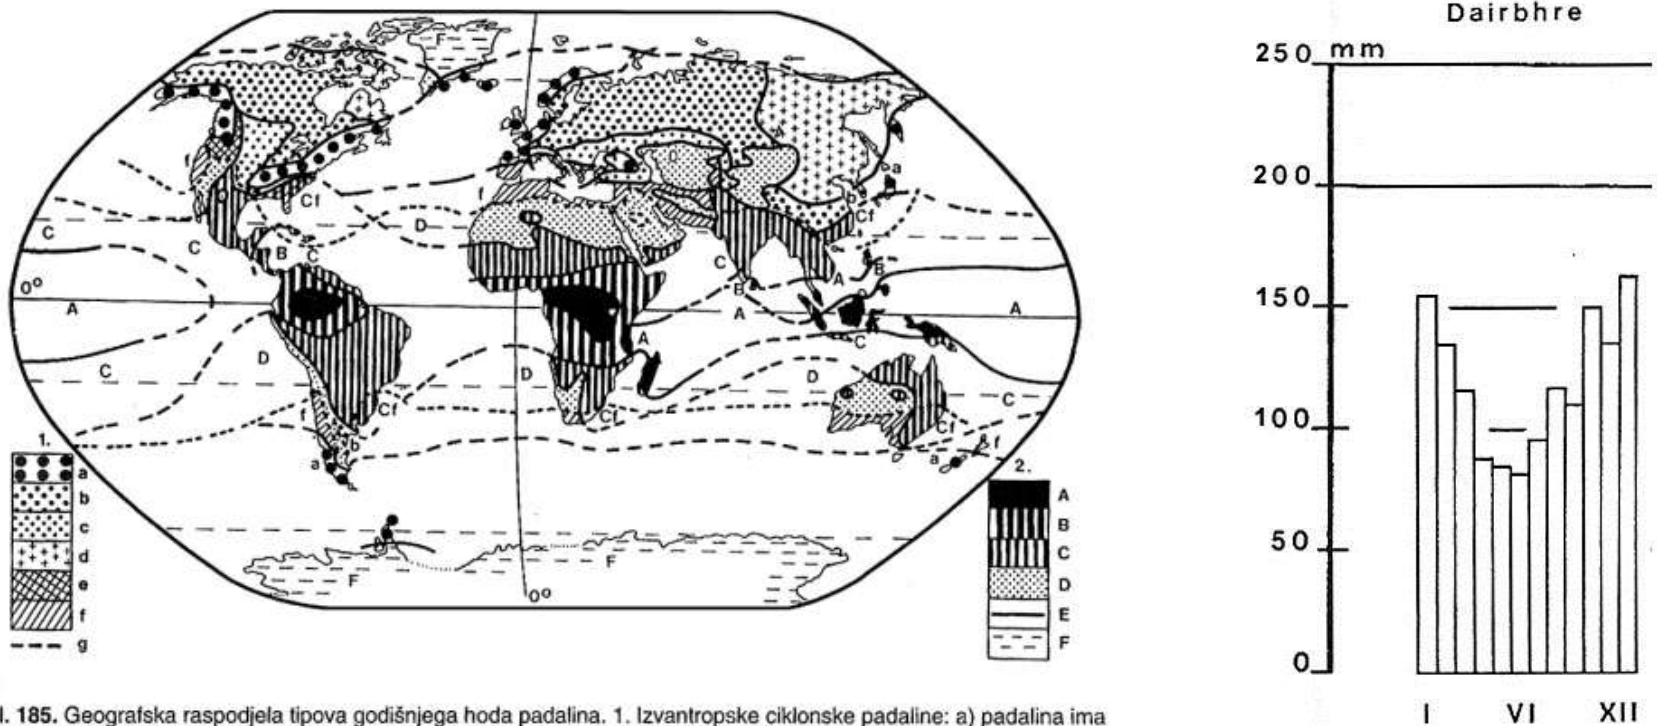 F
f
Cf
C
D
C
B
C
0°
A
C
D
f
Cf
b
a
f
D
f
a
b
Cf
C
B
A
B
A
A
A
C
D
D
Cf
C
Cf
f
a
F
F
0°
1.
a
b
c
d
e
f
g
2.
A
B
C
D
E
F
l. 185. Geografska raspodjela tipova godišnjega hoda padalina. 1. Izvantropske ciklonske padaline: a) padalina ima
Dairbhre
250 mm
200
150
100
50
0
I VI XII